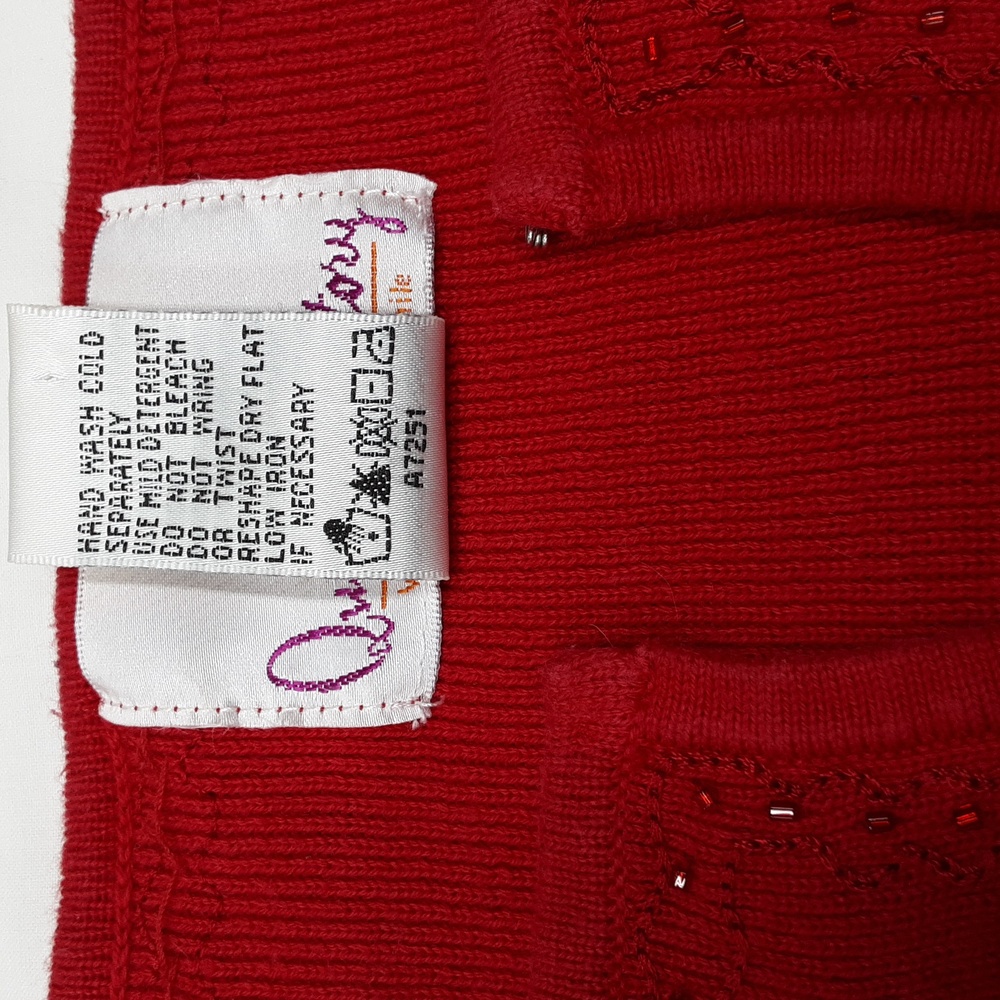 HAND WASH COLD
SEPARATELY
USE MILD DETERGENT
DO NOT BLEACH
DO NOT WRING
OR TWIST
RESHAPE DRY FLAT
LOW IRON
IF NECESSARY
A7251